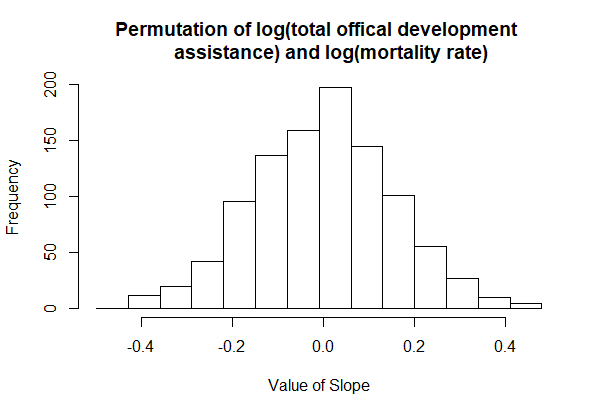 Permutation of log(total offical development
assistance) and log(mortality rate)
200
150
100
50
0
Frequency
-0.4
-0.2
0.0
0.2
0.4
Value of Slope